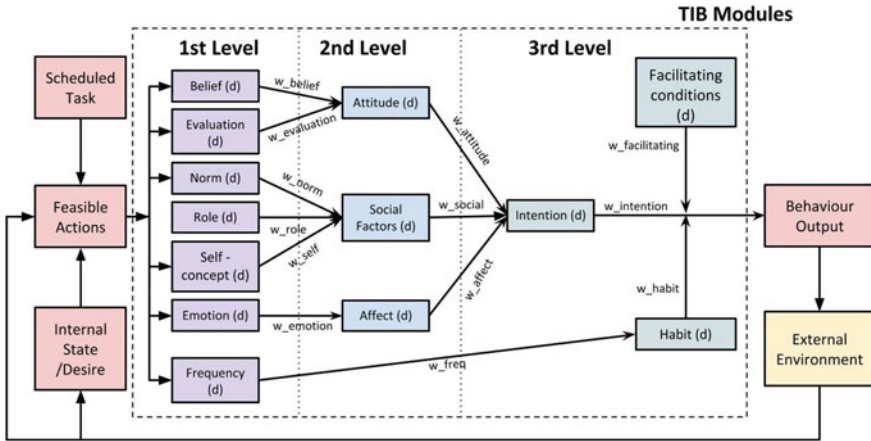 TIB Modules
1st Level
2nd Level
3rd Level
Scheduled
Task
Feasible
Actions
Internal
State
/Desire
Belief (d)
Evaluation
(d)
Norm (d)
Role (d)
Self -
concept (d)
Emotion (d)
Frequency
(d)
w_belief
w_evaluation
w_norm
w_role
w_self
w_emotion
w_freq
Attitude (d)
Social
Factors (d)
Affect (d)
w_attitude
w_social
w_affect
Intention (d)
Facilitating
conditions
(d)
w_facilitating
w_intention
w_habit
Habit (d)
Behaviour
Output
External
Environment